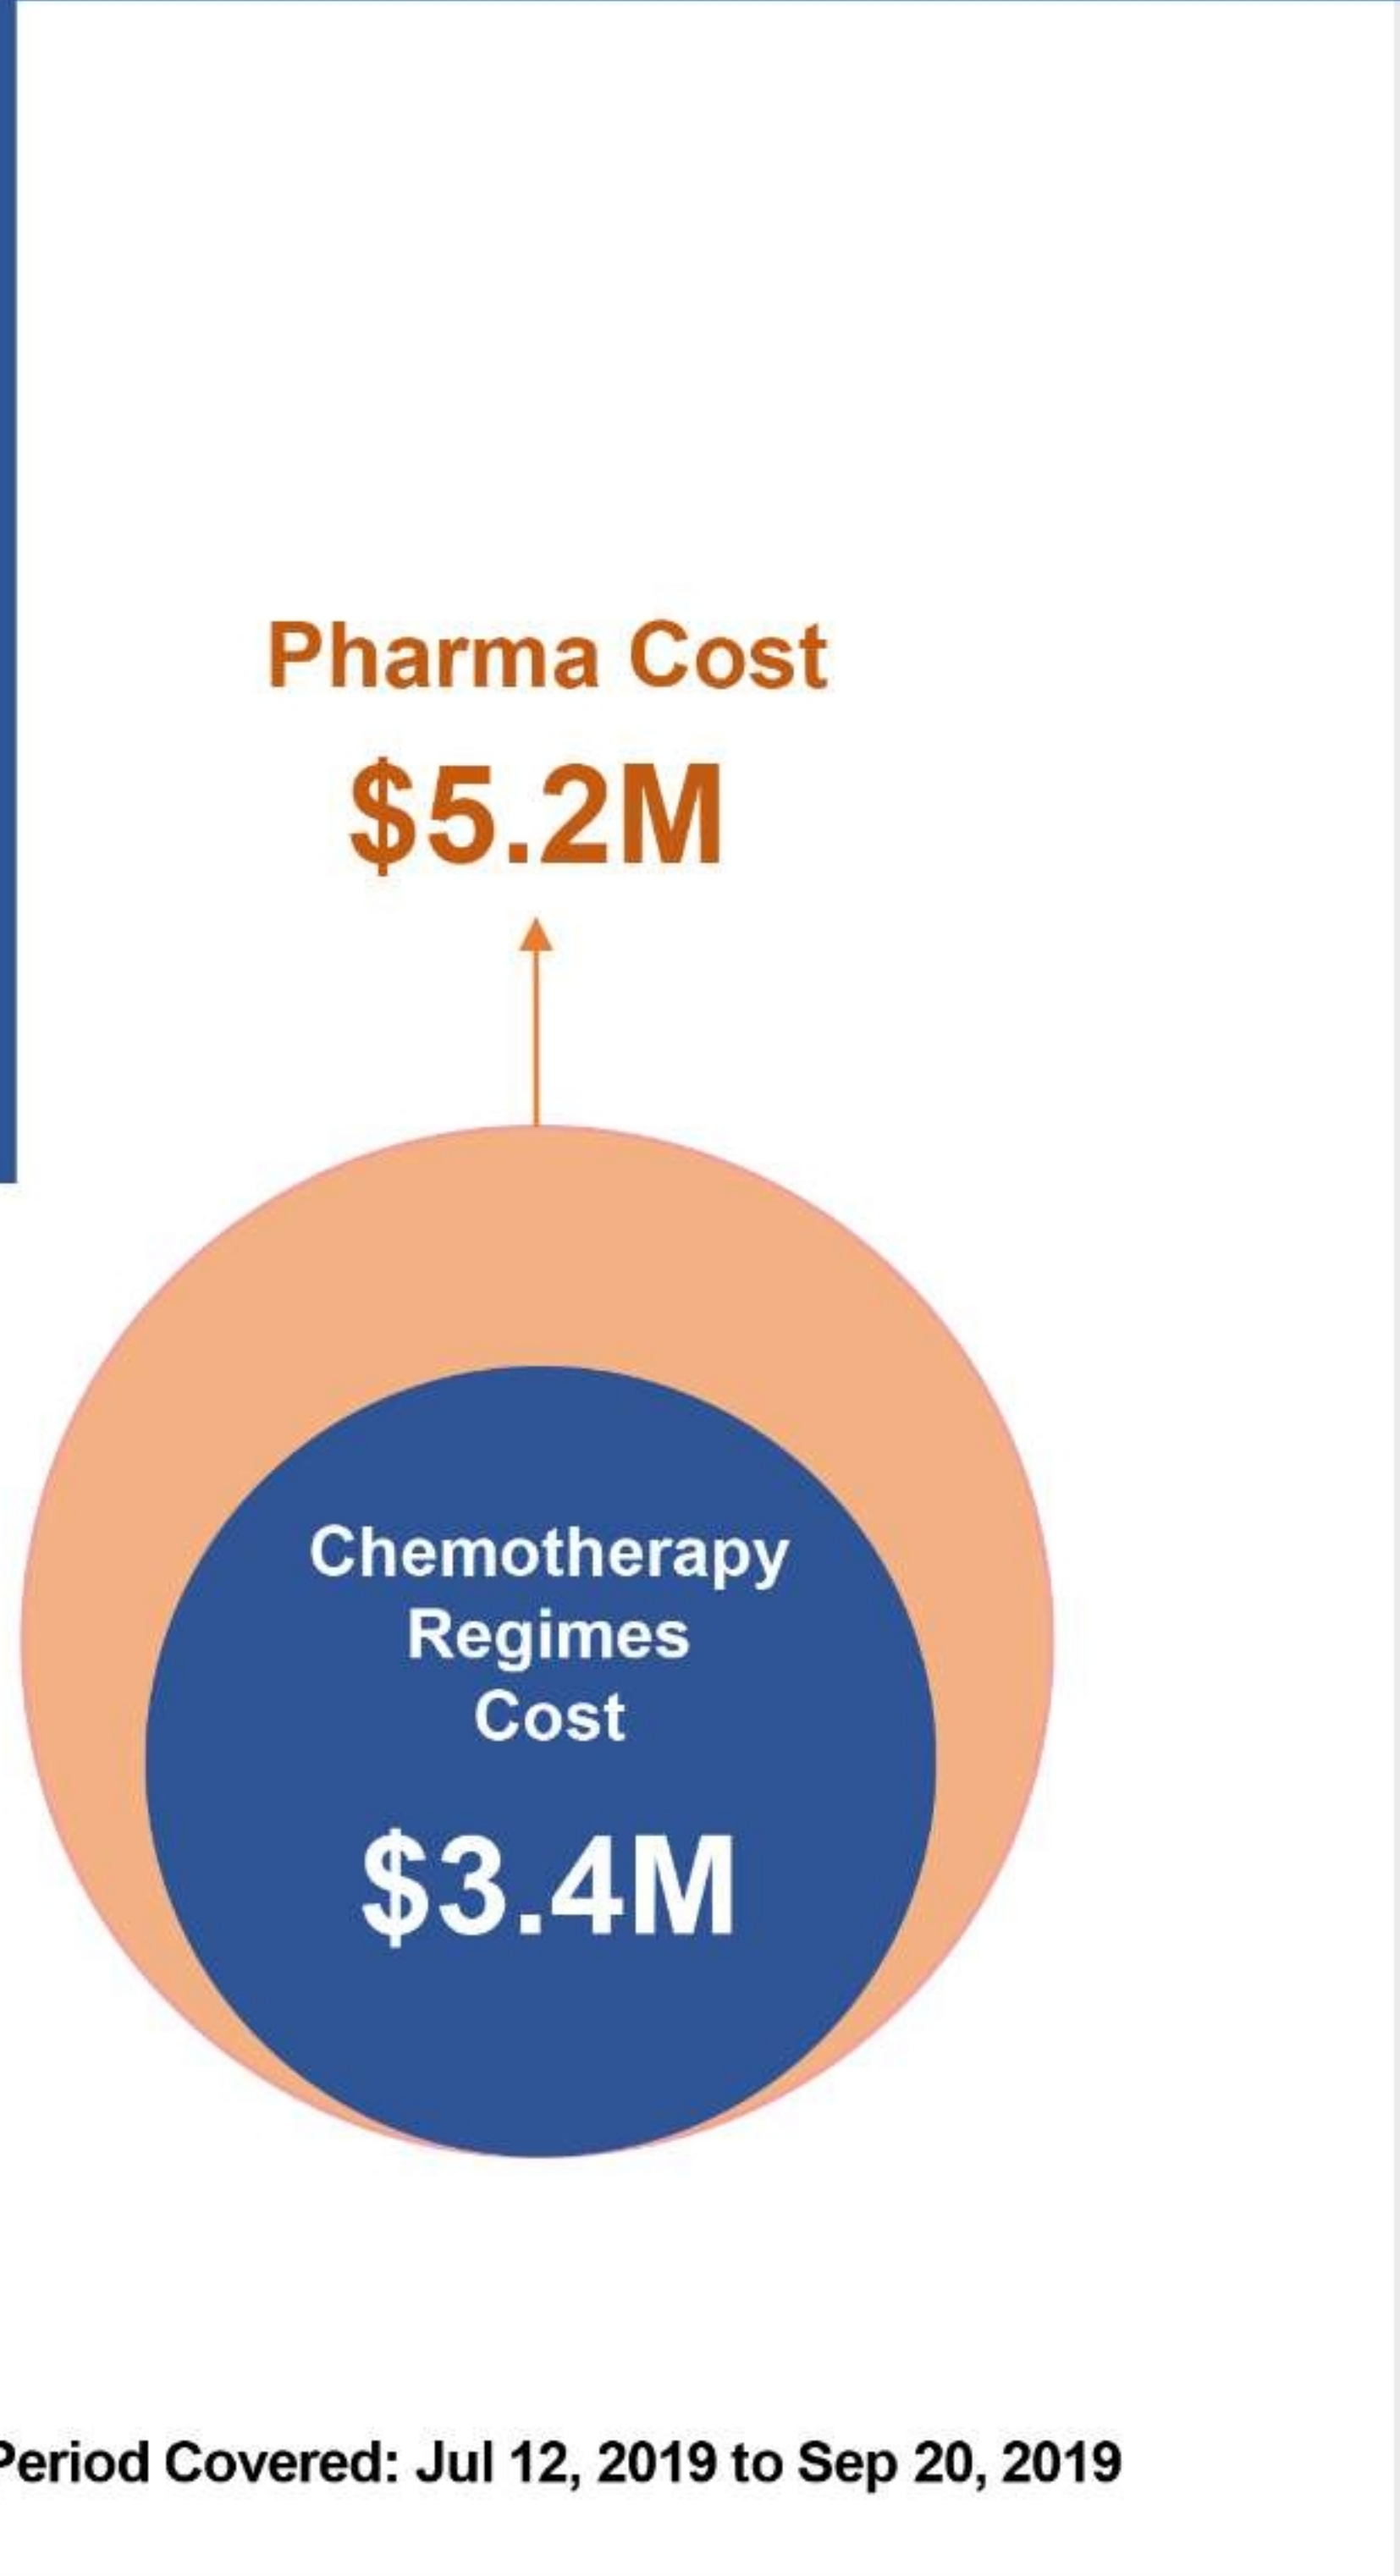 Pharma Cost
$5.2M
Chemotherapy
Regimes
Cost
$3.4M
Period Covered: Jul 12, 2019 to Sep 20, 2019